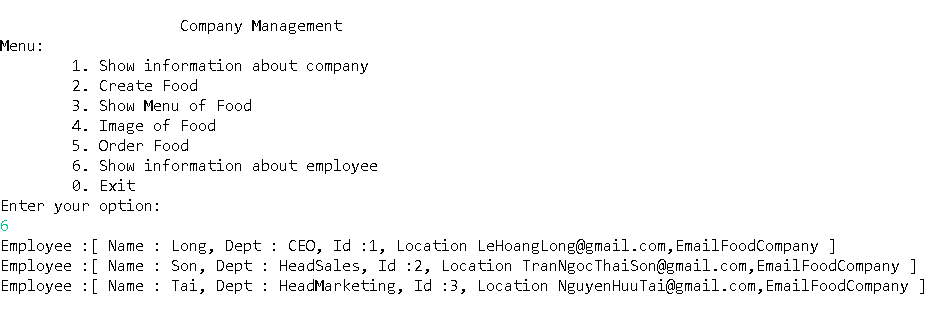 Company Management
Menu:
1. Show information about company
2. Create Food
3. Show Menu of Food
4. Image of Food
5. Order Food
6. Show information about employee
0. Exit
Enter your option:
6
Employee :[ Name : Long, Dept : CEO, Id :1, Location LeHoangLong@gmail.com,EmailFoodCompany ]
Employee :[ Name : Son, Dept : HeadSales, Id :2, Location TranNgocThaiSon@gmail.com,EmailFoodCompany ]
Employee :[ Name : Tai, Dept : HeadMarketing, Id :3, Location NguyenHuuTai@gmail.com,EmailFoodCompany ]